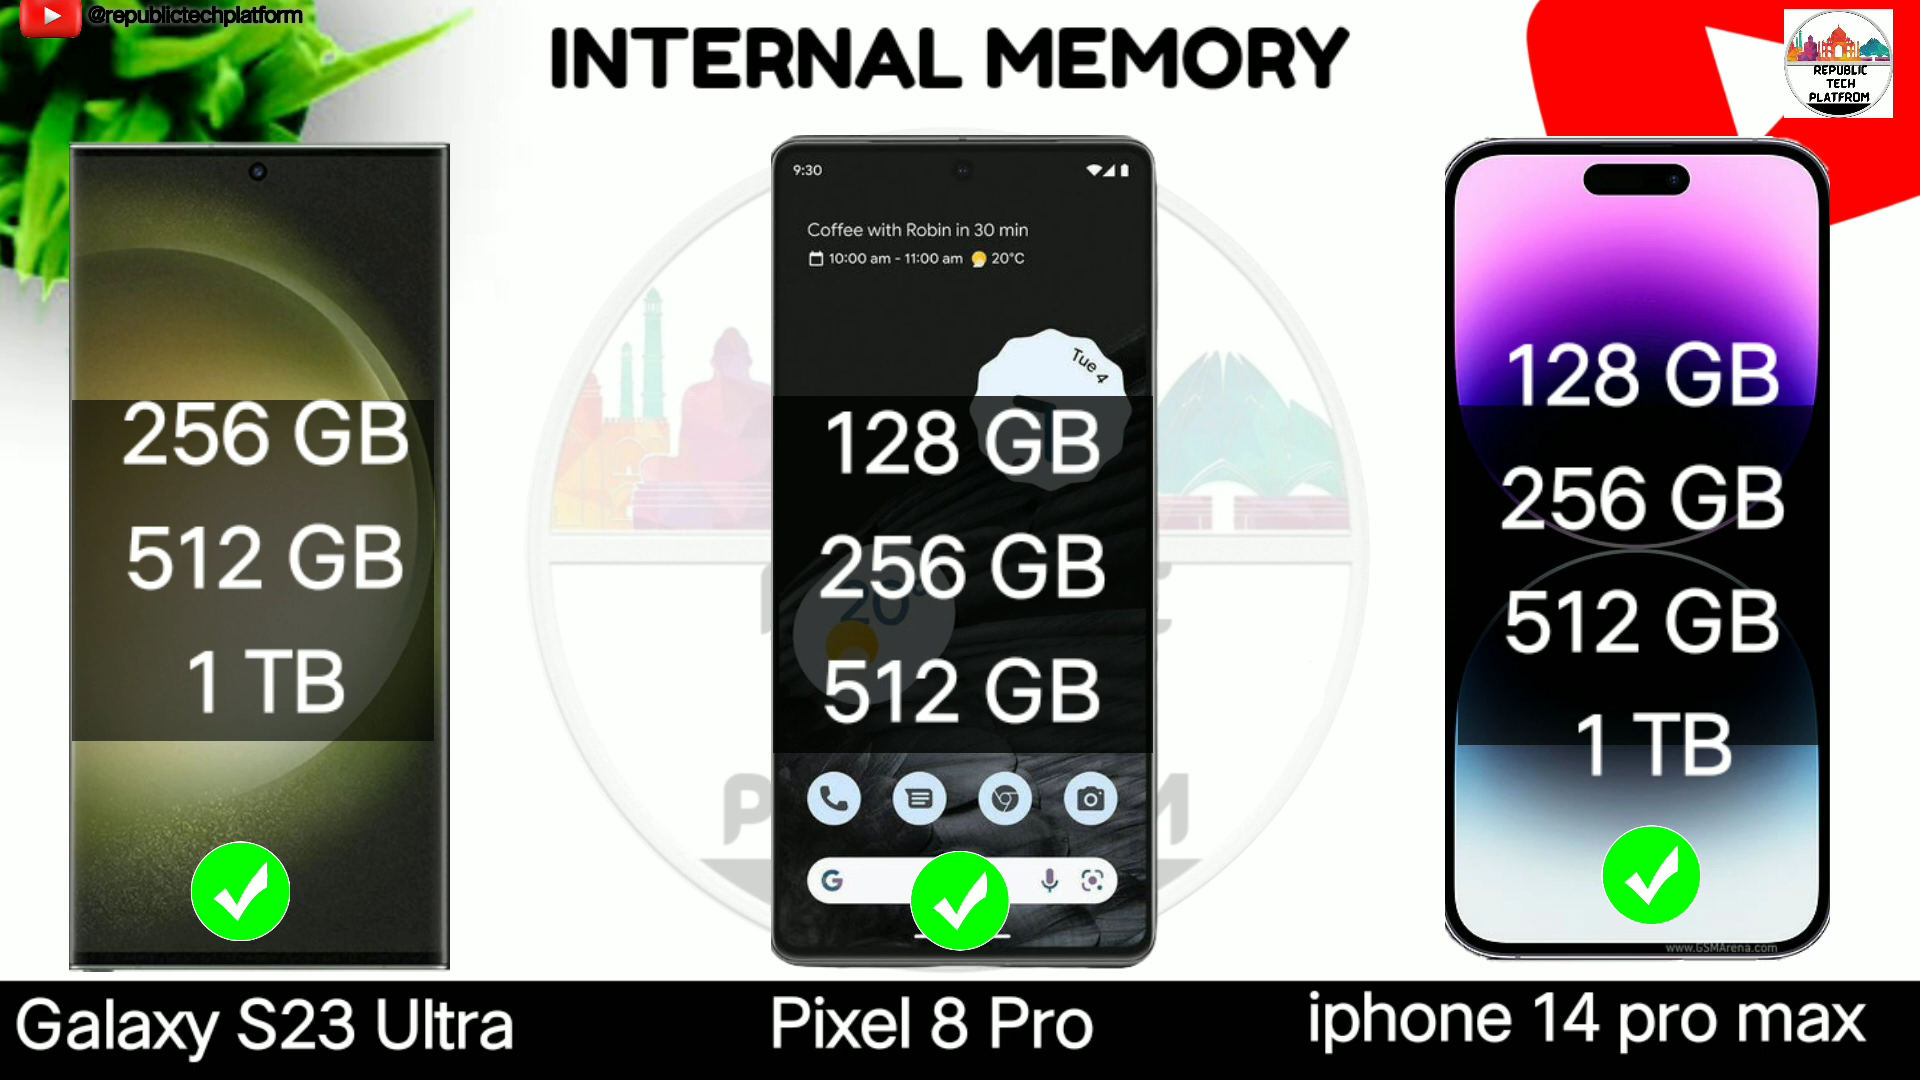 @republictechplatform
INTERNAL MEMORY
REPUBLIC
TECH
PLATFROM
9:30
Coffee with Robin in 30 min
10:00 am - 11:00 am 20°C
Tue 4
256 GB
512 GB
1 TB
128 GB
256 GB
512 GB
20°
128 GB
256 GB
512 GB
1 TB
www.GSMArena.com
Galaxy S23 Ultra
Pixel 8 Pro
iphone 14 pro max